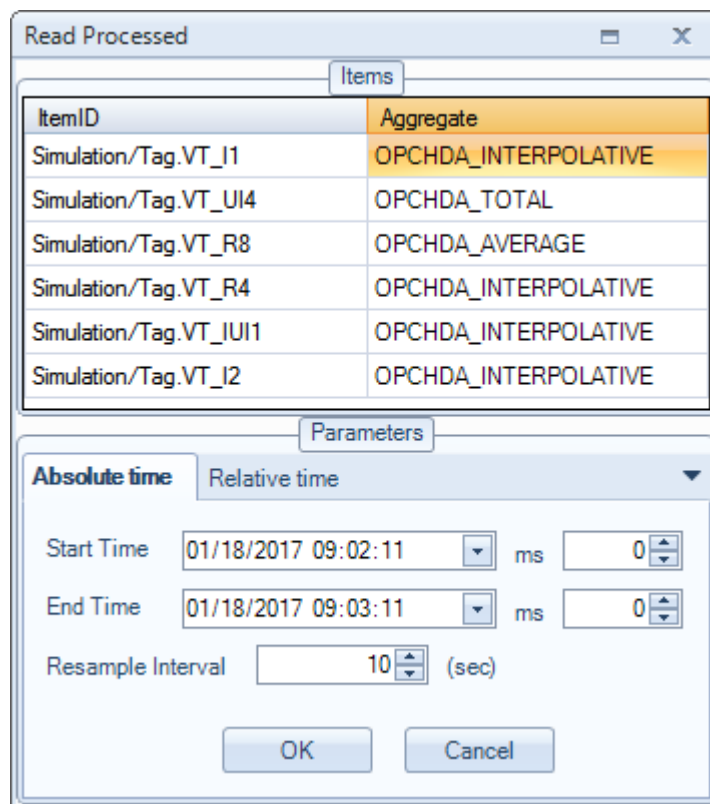 Read Processed
Items
ItemID Aggregate
Simulation/Tag.VT_I1 OPCHDA_INTERPOLATIVE
Simulation/Tag.VT_UI4 OPCHDA_TOTAL
Simulation/Tag.VT_R8 OPCHDA_AVERAGE
Simulation/Tag.VT_R4 OPCHDA_INTERPOLATIVE
Simulation/Tag.VT_IUI1 OPCHDA_INTERPOLATIVE
Simulation/Tag.VT_I2 OPCHDA_INTERPOLATIVE
Parameters
Absolute time Relative time
Start Time 01/18/2017 09:02:11 ms 0
End Time 01/18/2017 09:03:11 ms 0
Resample Interval 10 (sec)
OK Cancel